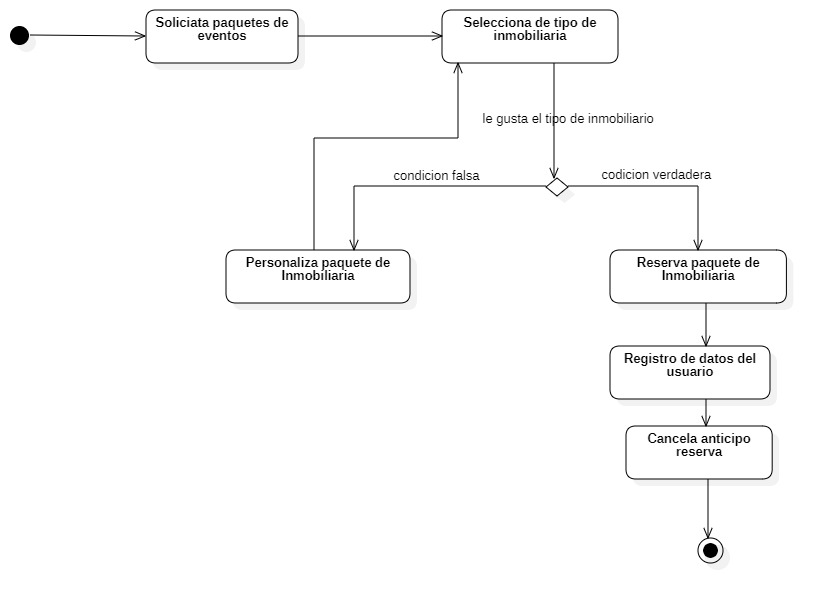 Soliciata paquetes de
eventos
Selecciona de tipo de
inmobiliaria
le gusta el tipo de inmobiliario
condicion falsa
codicion verdadera
Personaliza paquete de
Inmobiliaria
Reserva paquete de
Inmobiliaria
Registro de datos del
usuario
Cancela anticipo
reserva